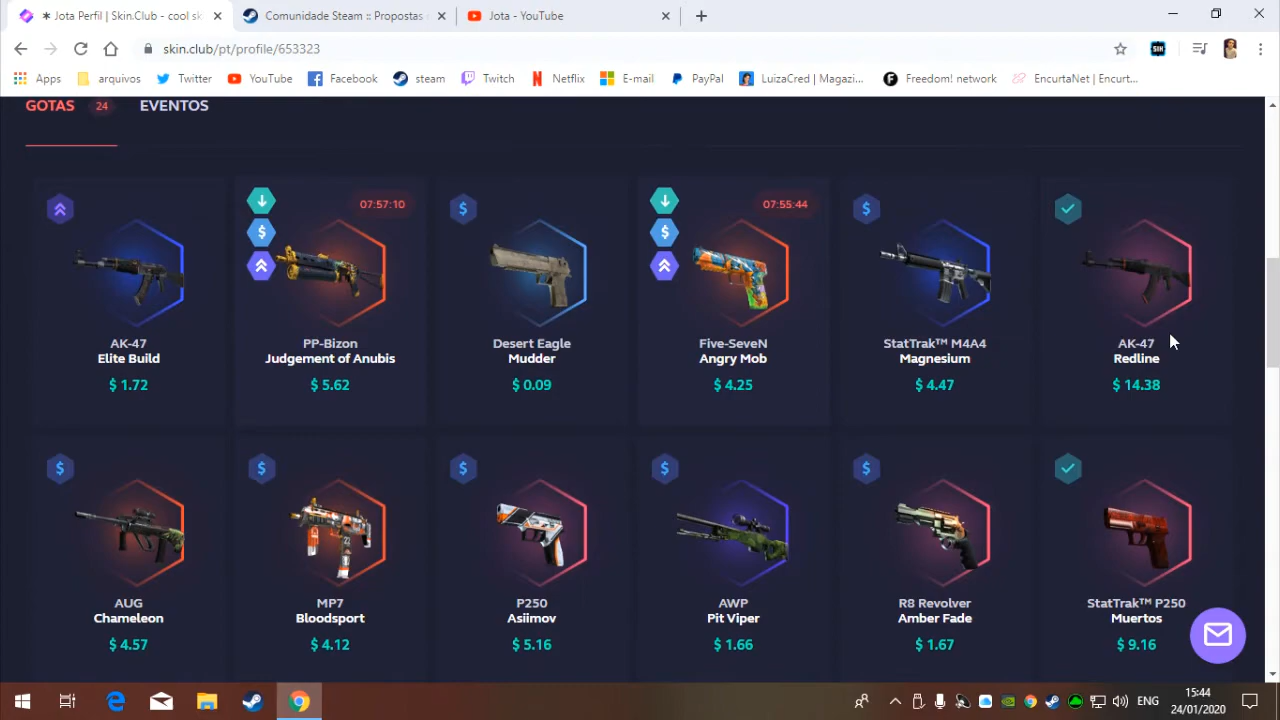 ✶ Jota Perfil | Skin.Club - cool sk
Comunidade Steam :: Propostas
Jota - YouTube
skin.club/pt/profile/653323
SIH
Apps
arquivos
Twitter
YouTube
Facebook
steam
Twitch
Netflix
E-mail
PayP
LuizaCred | Magazi...
Freedom! network
EncurtaNet | Encurt...
GOTAS 24 EVENTOS
07:57:10
07:55:44
AK-47
Elite Build
$ 1.72
PP-Bizon
Judgement of Anubis
$ 5.62
Desert Eagle
Mudder
$ 0.09
Five-SeveN
Angry Mob
$ 4.25
StatTrak™ M4A4
Magnesium
$ 4.47
AK-47
Redline
$ 14.38
AUG
Chameleon
$ 4.57
MP7
Bloodsport
$ 4.12
P250
Asiimov
$ 5.16
AWP
Pit Viper
$ 1.66
R8 Revolver
Amber Fade
$ 1.67
StatTrak™ P250
Muertos
$ 9.16
ENG
15:44
24/01/2020